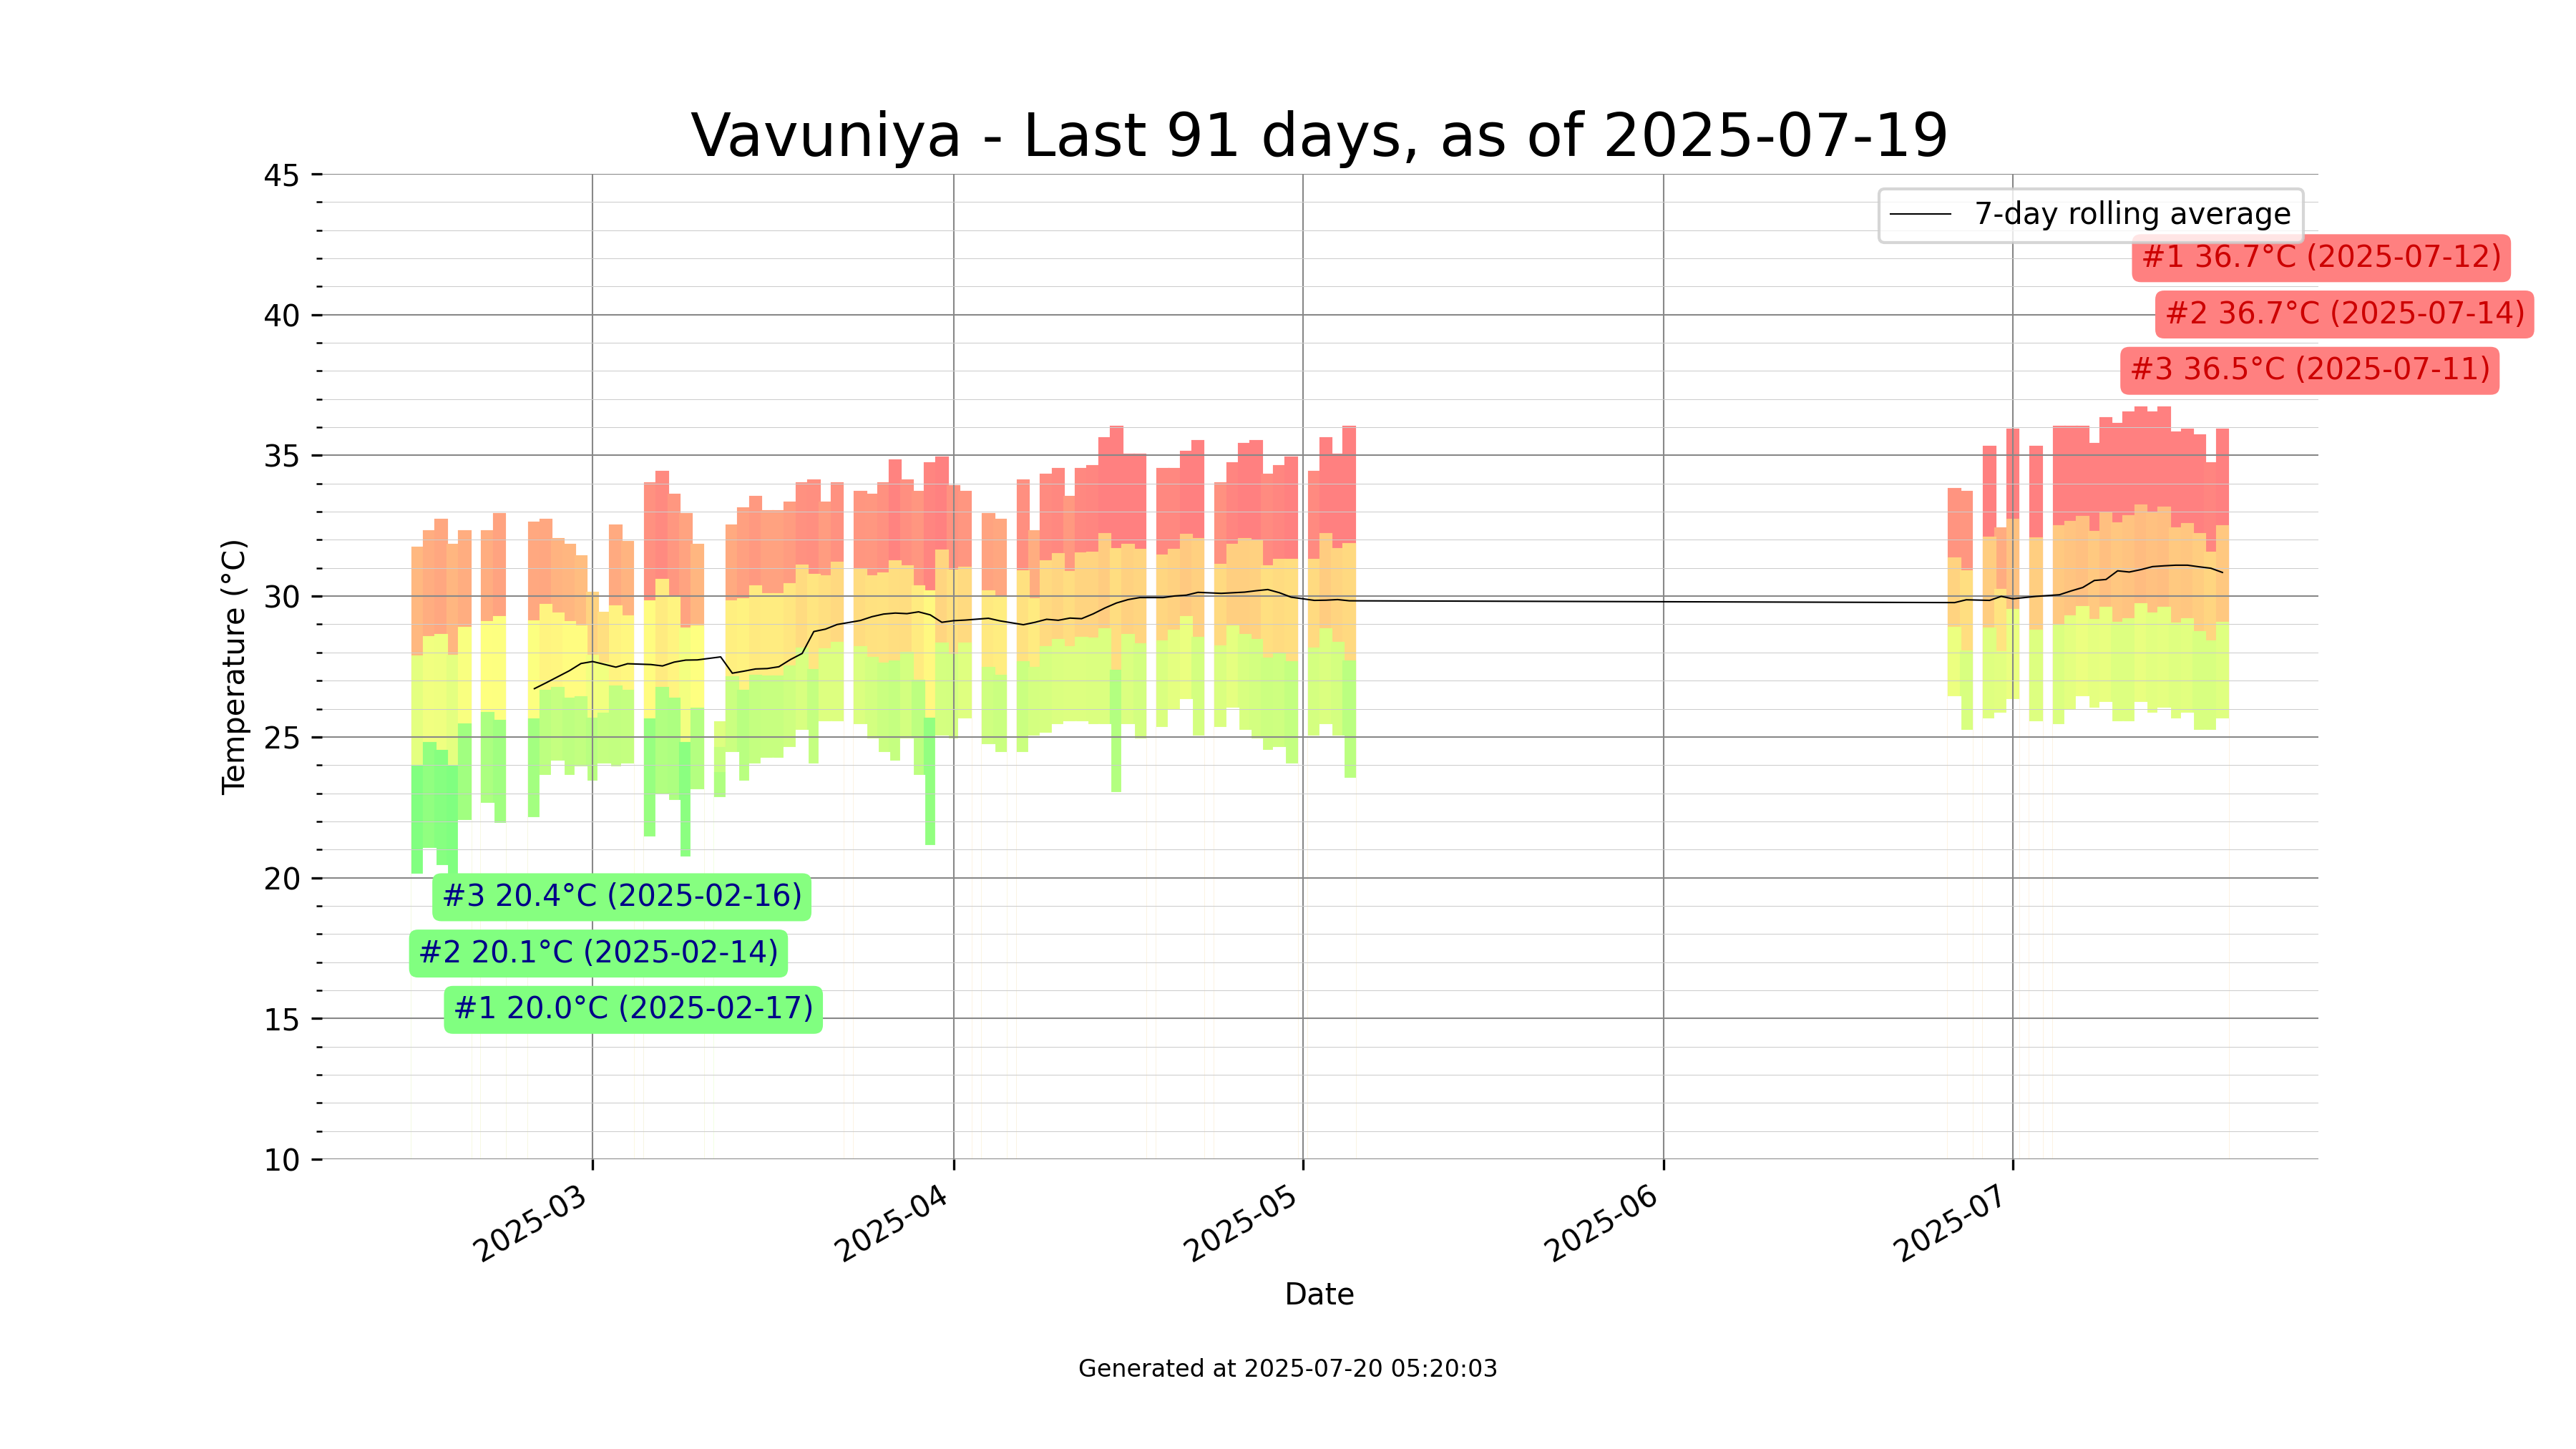 Vavuniya - Last 91 days, as of 2025-07-19
45
40
35
30
25
20
15
10
Temperature (°C)
7-day rolling average
#1 36.7°C (2025-07-12)
#2 36.7°C (2025-07-14)
#3 36.5°C (2025-07-11)
#3 20.4°C (2025-02-16)
#2 20.1°C (2025-02-14)
#1 20.0°C (2025-02-17)
2025-03
2025-04
2025-05
2025-06
2025-07
Date
Generated at 2025-07-20 05:20:03